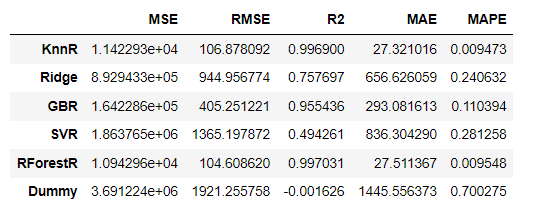 MSE RMSE R2 MAE MAPE
KnnR 1.142293e+04 106.878092 0.996900 27.321016 0.009473
Ridge 8.929433e+05 944.956774 0.757697 656.626059 0.240632
GBR 1.642286e+05 405.251221 0.955436 293.081613 0.110394
SVR 1.863765e+06 1365.197872 0.494261 836.304290 0.281258
RForestR 1.094296e+04 104.608620 0.997031 27.511367 0.009548
Dummy 3.691224e+06 1921.255758 -0.001626 1445.556373 0.700275